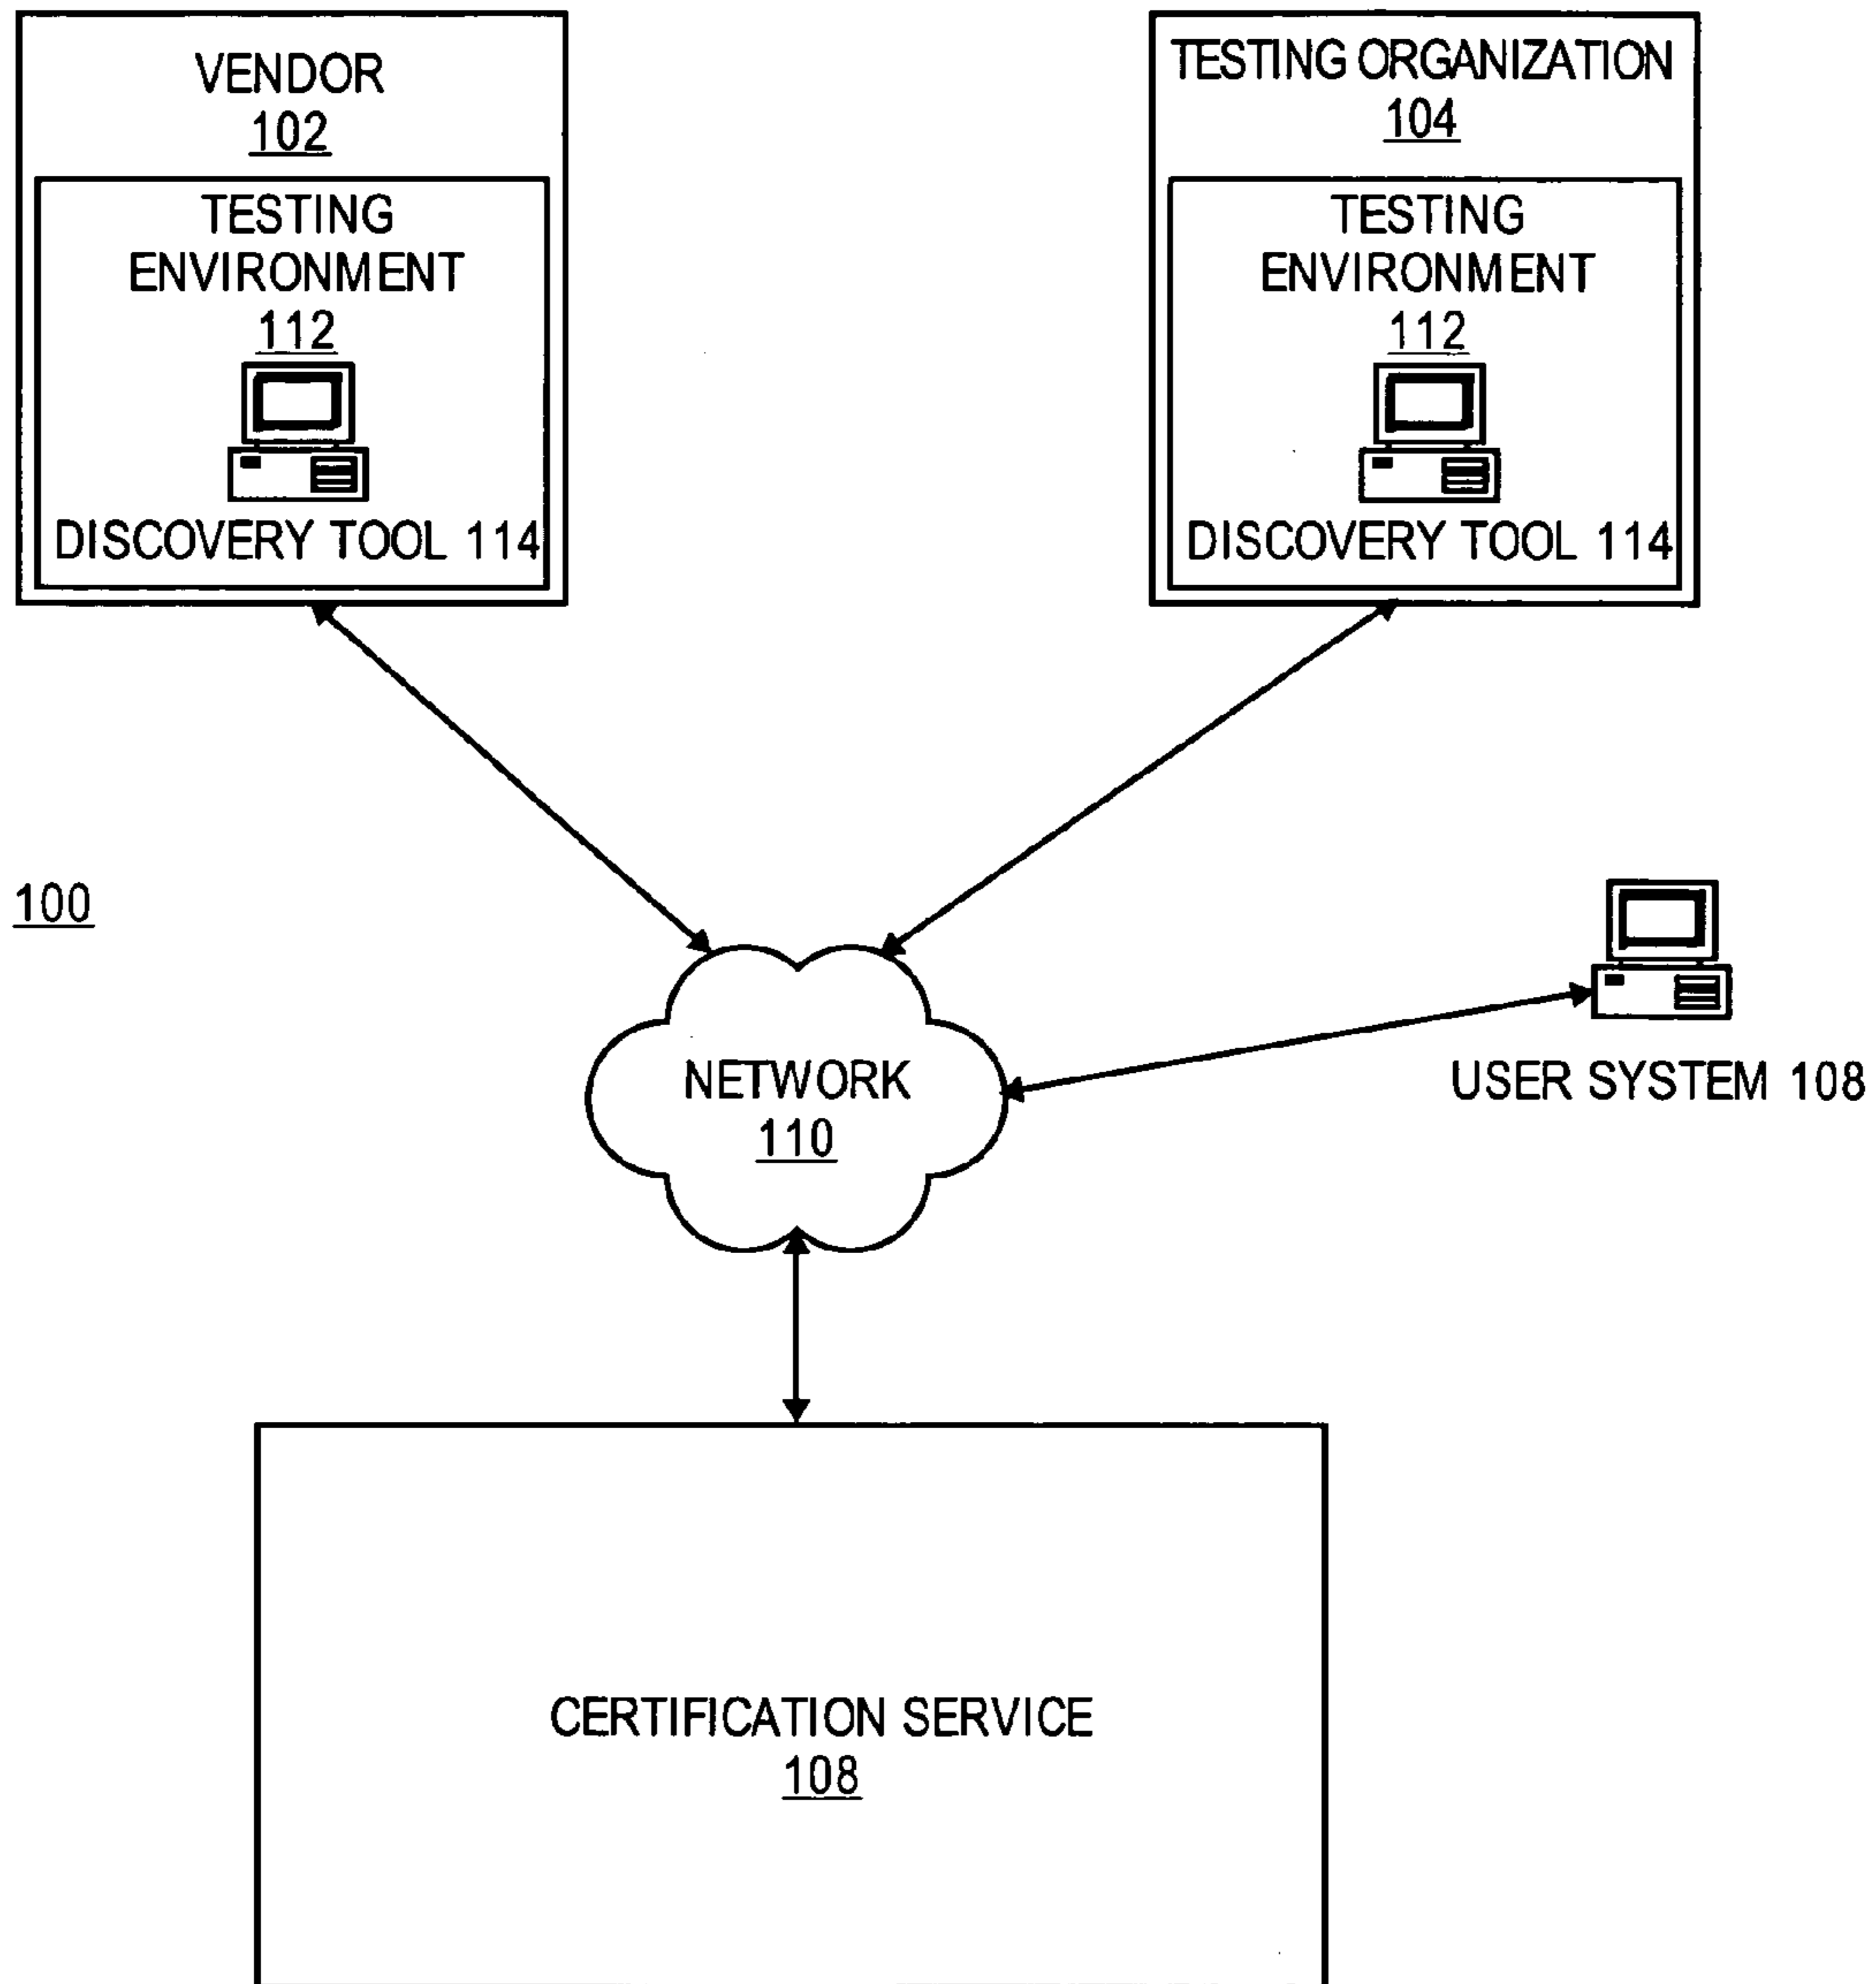 VENDOR
102
TESTING
ENVIRONMENT
112
DISCOVERY TOOL 114
TESTING ORGANIZATION
104
TESTING
ENVIRONMENT
112
DISCOVERY TOOL 114
100
NETWORK
110
USER SYSTEM 108
CERTIFICATION SERVICE
108